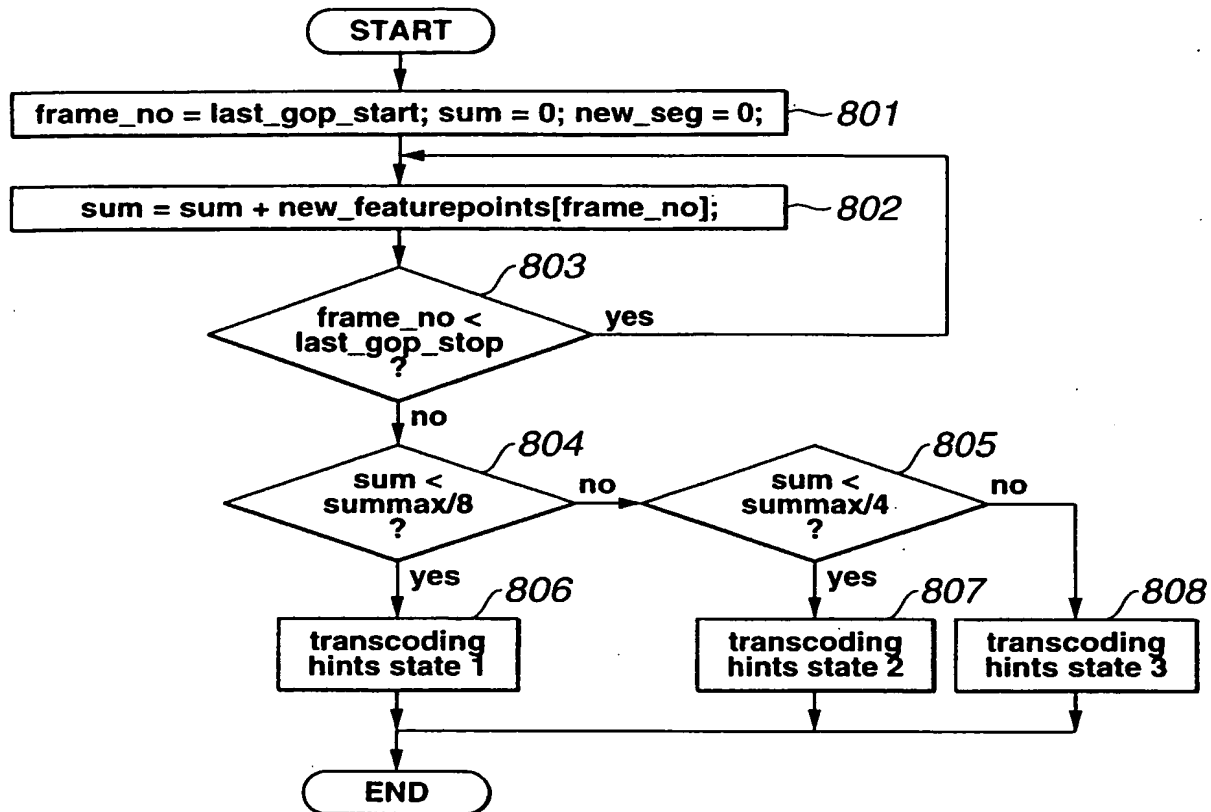 START
frame_no = last_gop_start; sum = 0; new_seg = 0;
801
sum = sum + new_featurepoints[frame_no];
802
803
frame_no <
last_gop_stop
?
yes
no
804
sum <
summax/8
?
no
805
sum <
summax/4
?
no
yes
806
transcoding
hints state 1
yes
807
transcoding
hints state 2
808
transcoding
hints state 3
END